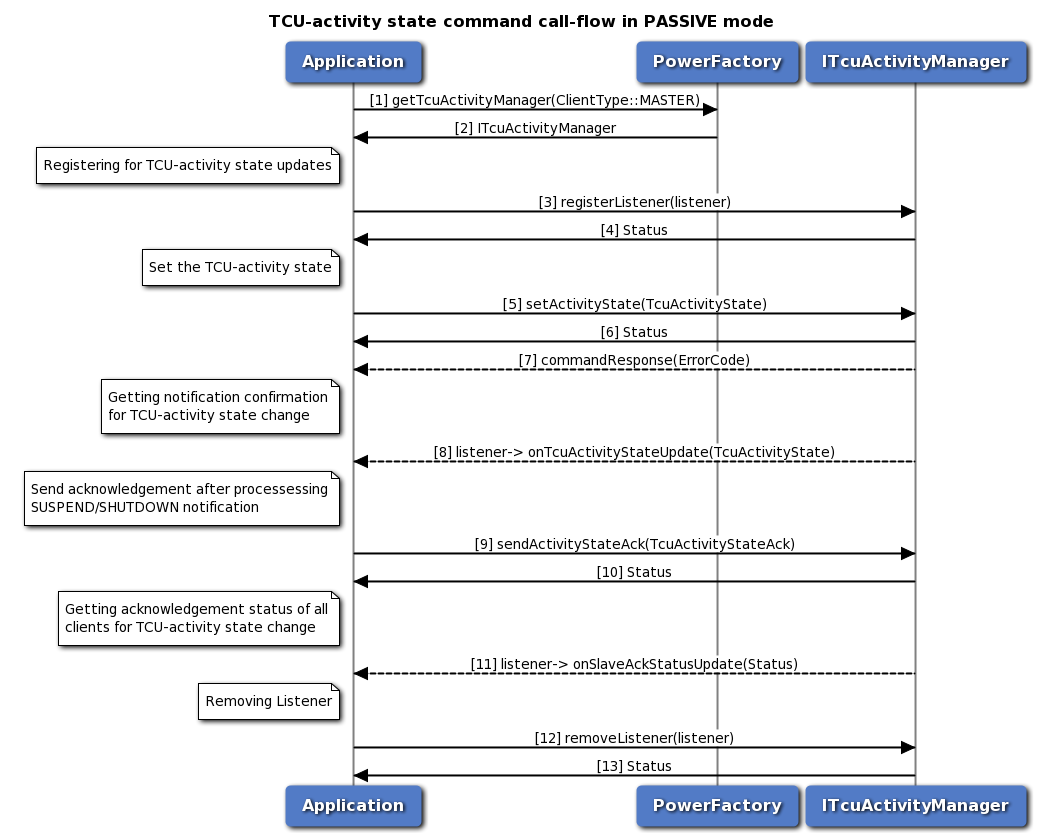 TCU-activity state command call-flow in PASSIVE mode
Application
PowerFactory
ITcuActivityManager
[1] getTcuActivityManager(ClientType::MASTER)
[2] ITcuActivityManager
Registering for TCU-activity state updates
[3] registerListener(listener)
[4] Status
Set the TCU-activity state
[5] setActivityState(TcuActivityState)
[6] Status
[7] commandResponse(ErrorCode)
Getting notification confirmation
for TCU-activity state change
[8] listener-> onTcuActivityStateUpdate(TcuActivityState)
Send acknowledgement after processessing
SUSPEND/SHUTDOWN notification
[9] sendActivityStateAck(TcuActivityStateAck)
[10] Status
Getting acknowledgement status of all
clients for TCU-activity state change
[11] listener-> onSlaveAckStatusUpdate(Status)
Removing Listener
[12] removeListener(listener)
[13] Status
Application
PowerFactory
ITcuActivityManager